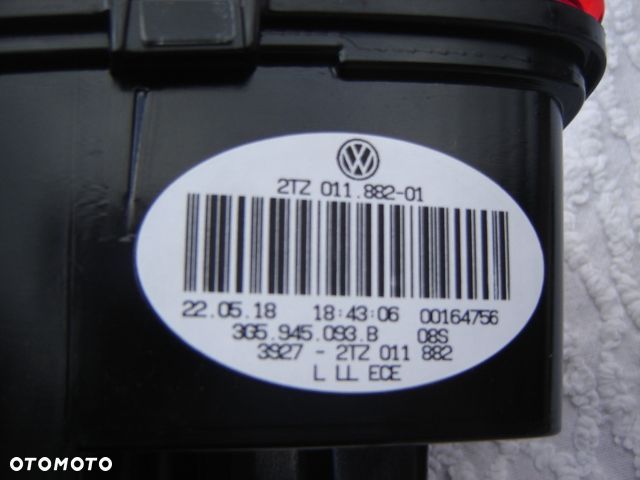 2TZ 011.882-01
22.05.18 18:43:06 00164756
3G5.945.093.B 08S
3927 - 2TZ 011 882
L LL ECE
OTOMOTO